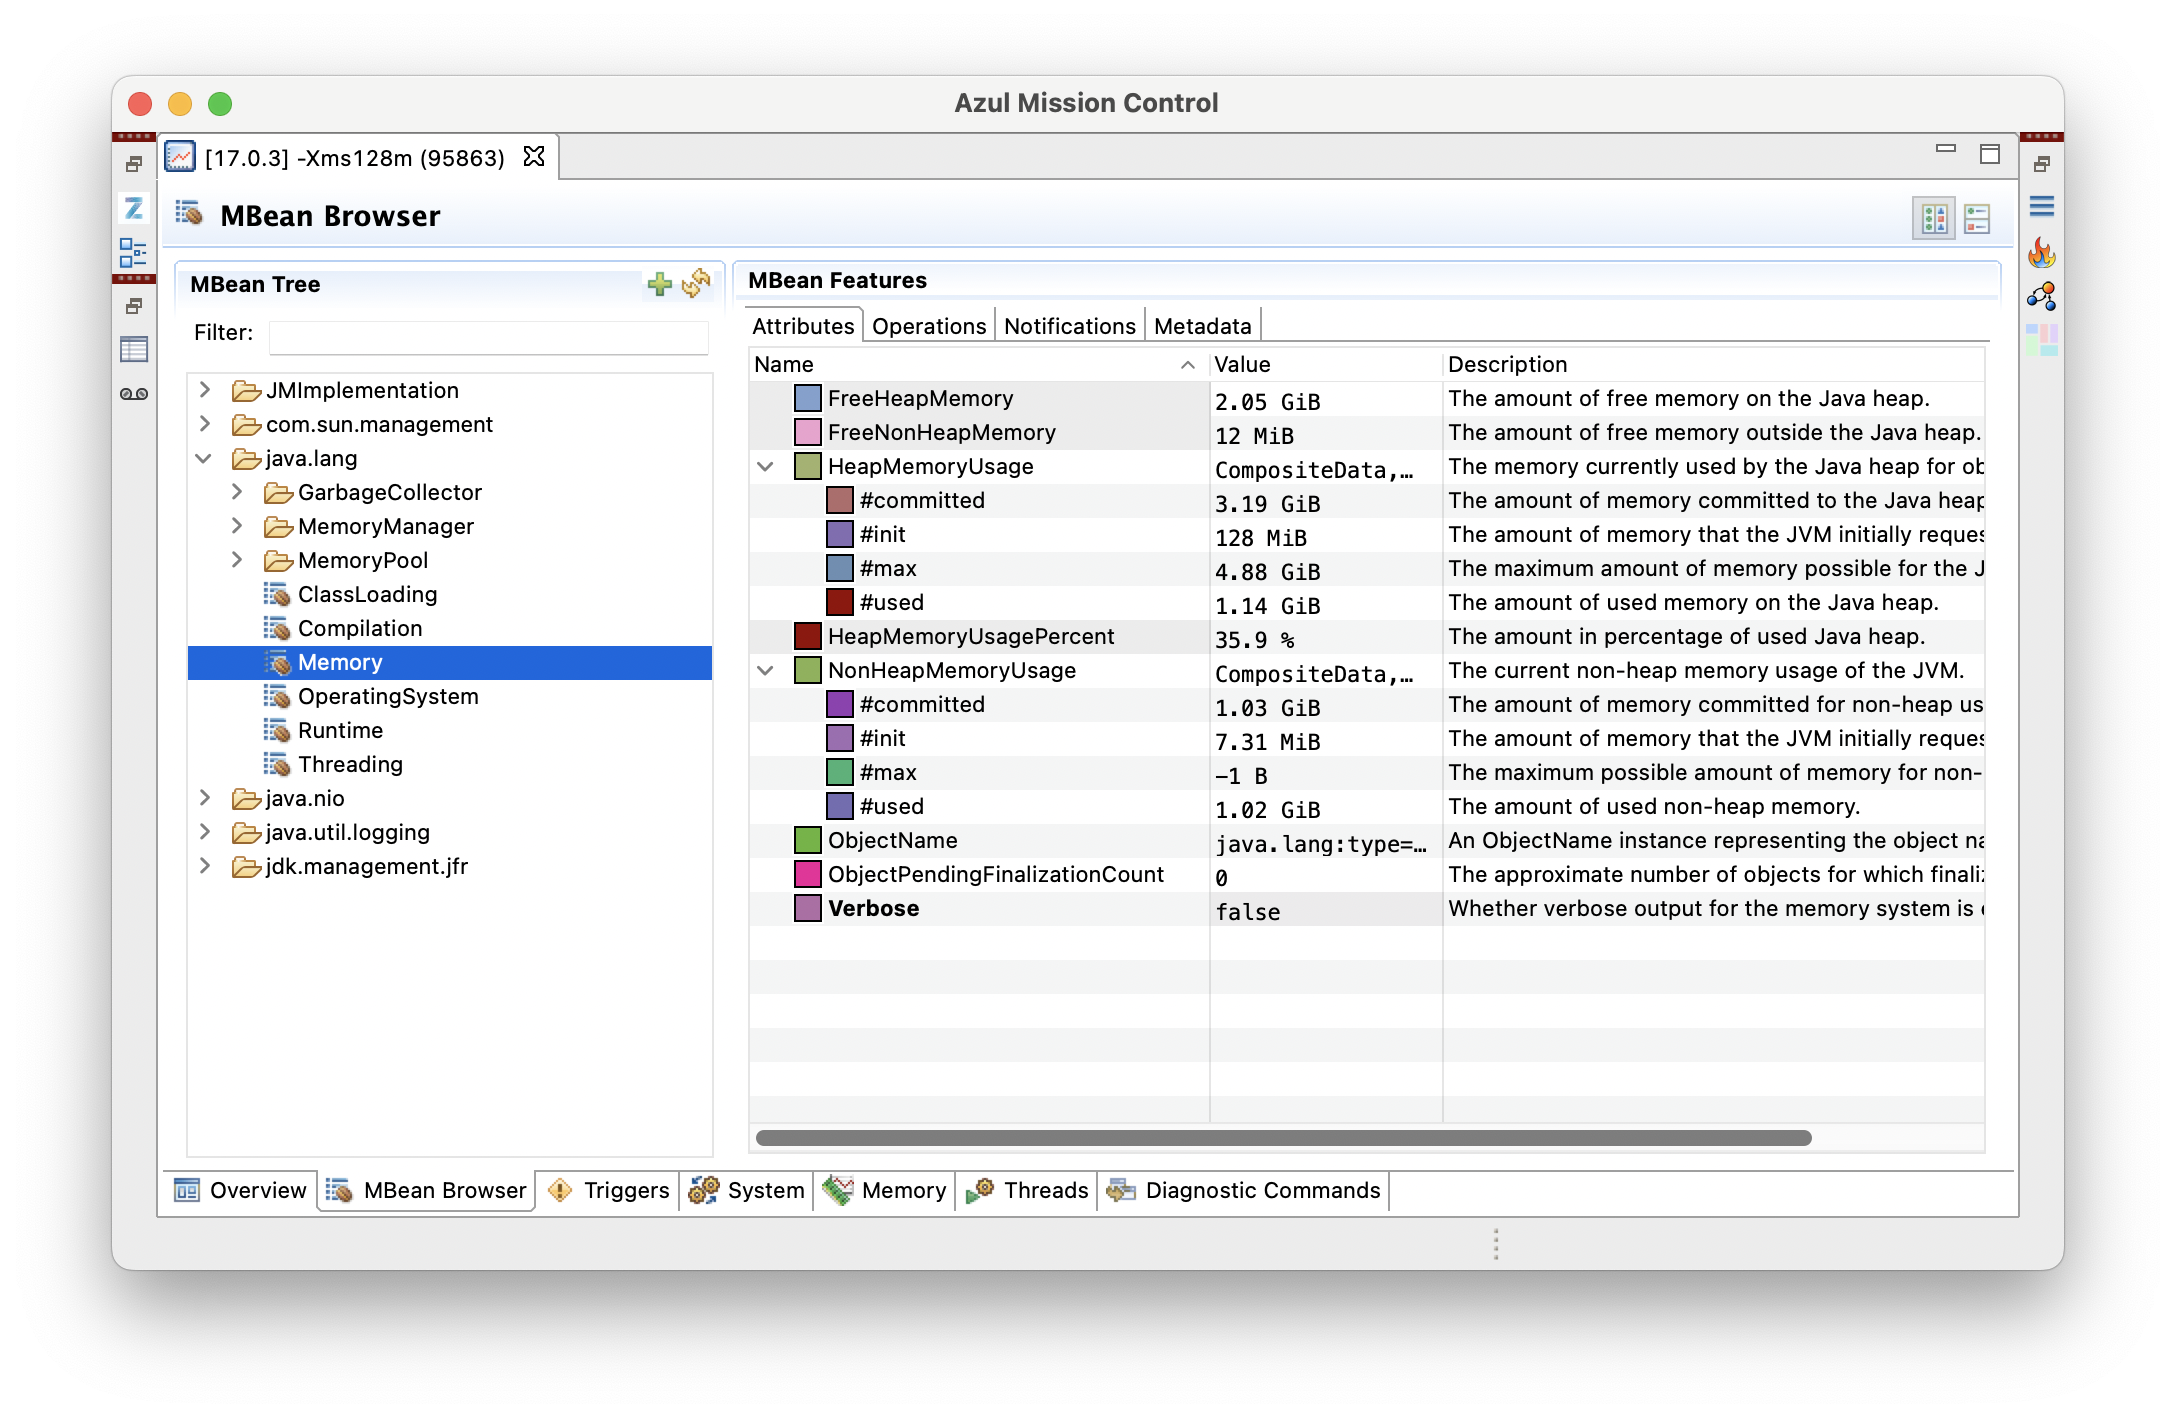 Azul Mission Control
[17.0.3] -Xms128m (95863)
MBean Browser
MBean Tree
Filter:
JMImplementation
com.sun.management
java.lang
GarbageCollector
MemoryManager
MemoryPool
ClassLoading
Compilation
Memory
OperatingSystem
Runtime
Threading
java.nio
java.util.logging
jdk.management.jfr
MBean Features
Attributes Operations Notifications Metadata
Name Value Description
FreeHeapMemory 2.05 GiB The amount of free memory on the Java heap.
FreeNonHeapMemory 12 MiB The amount of free memory outside the Java heap.
HeapMemoryUsage CompositeData,… The memory currently used by the Java heap for ob
#committed 3.19 GiB The amount of memory committed to the Java heap
#init 128 MiB The amount of memory that the JVM initially reques
#max 4.88 GiB The maximum amount of memory possible for the J
#used 1.14 GiB The amount of used memory on the Java heap.
HeapMemoryUsagePercent 35.9 % The amount in percentage of used Java heap.
NonHeapMemoryUsage CompositeData,… The current non-heap memory usage of the JVM.
#committed 1.03 GiB The amount of memory committed for non-heap us
#init 7.31 MiB The amount of memory that the JVM initially reques
#max -1 B The maximum possible amount of memory for non-
#used 1.02 GiB The amount of used non-heap memory.
ObjectName java.lang:type=… An ObjectName instance representing the object na
ObjectPendingFinalizationCount 0 The approximate number of objects for which finali
Verbose false Whether verbose output for the memory system is
Overview MBean Browser Triggers System Memory Threads Diagnostic Commands